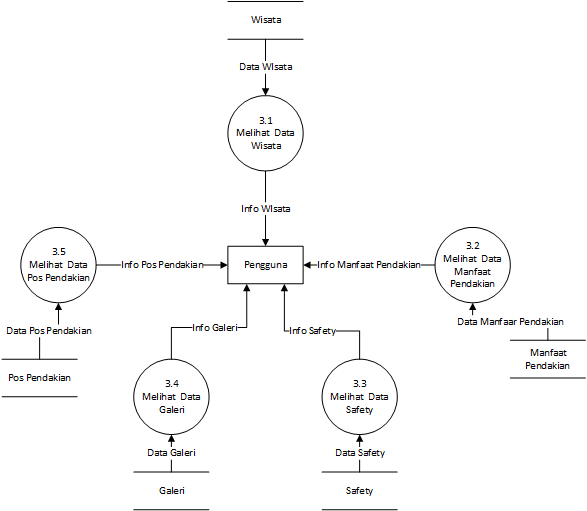 Wisata
Data WIsata
3.1
Melihat Data
Wisata
Info WIsata
3.5
Melihat Data
Pos Pendakian
Info Pos Pendakian
Pengguna
Info Manfaat Pendakian
3.2
Melihat Data
Manfaat
Pendakian
Data Pos Pendakian
Info Galeri
Info Safety
Data Manfaar Pendakian
Pos Pendakian
Manfaat
Pendakian
3.4
Melihat Data
Galeri
3.3
Melihat Data
Safety
Data Galeri
Data Safety
Galeri
Safety